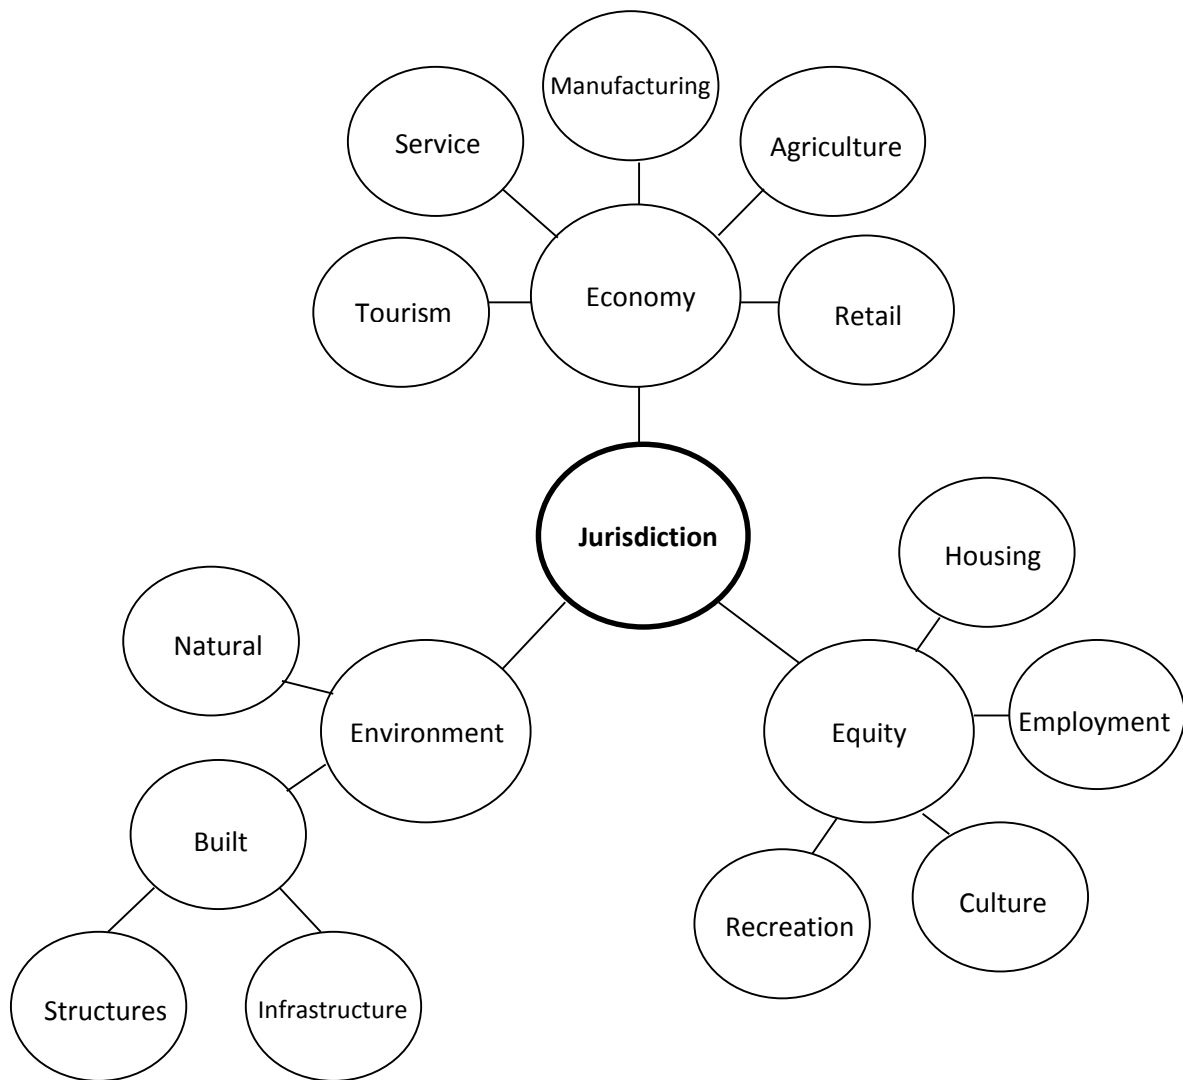 Manufacturing
Service
Agriculture
Economy
Tourism
Retail
Jurisdiction
Housing
Natural
Employment
Environment
Equity
Built
Culture
Recreation
Structures
Infrastructure